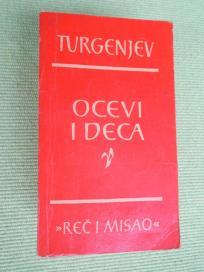 TURGENJEV
OCEVI
I DECA
»REČ I MISAO«